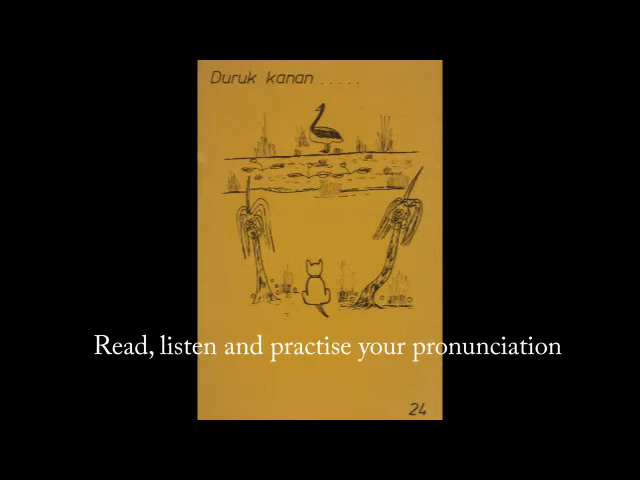 Duruk kanan .....
Read, listen and practise your pronunciation
24